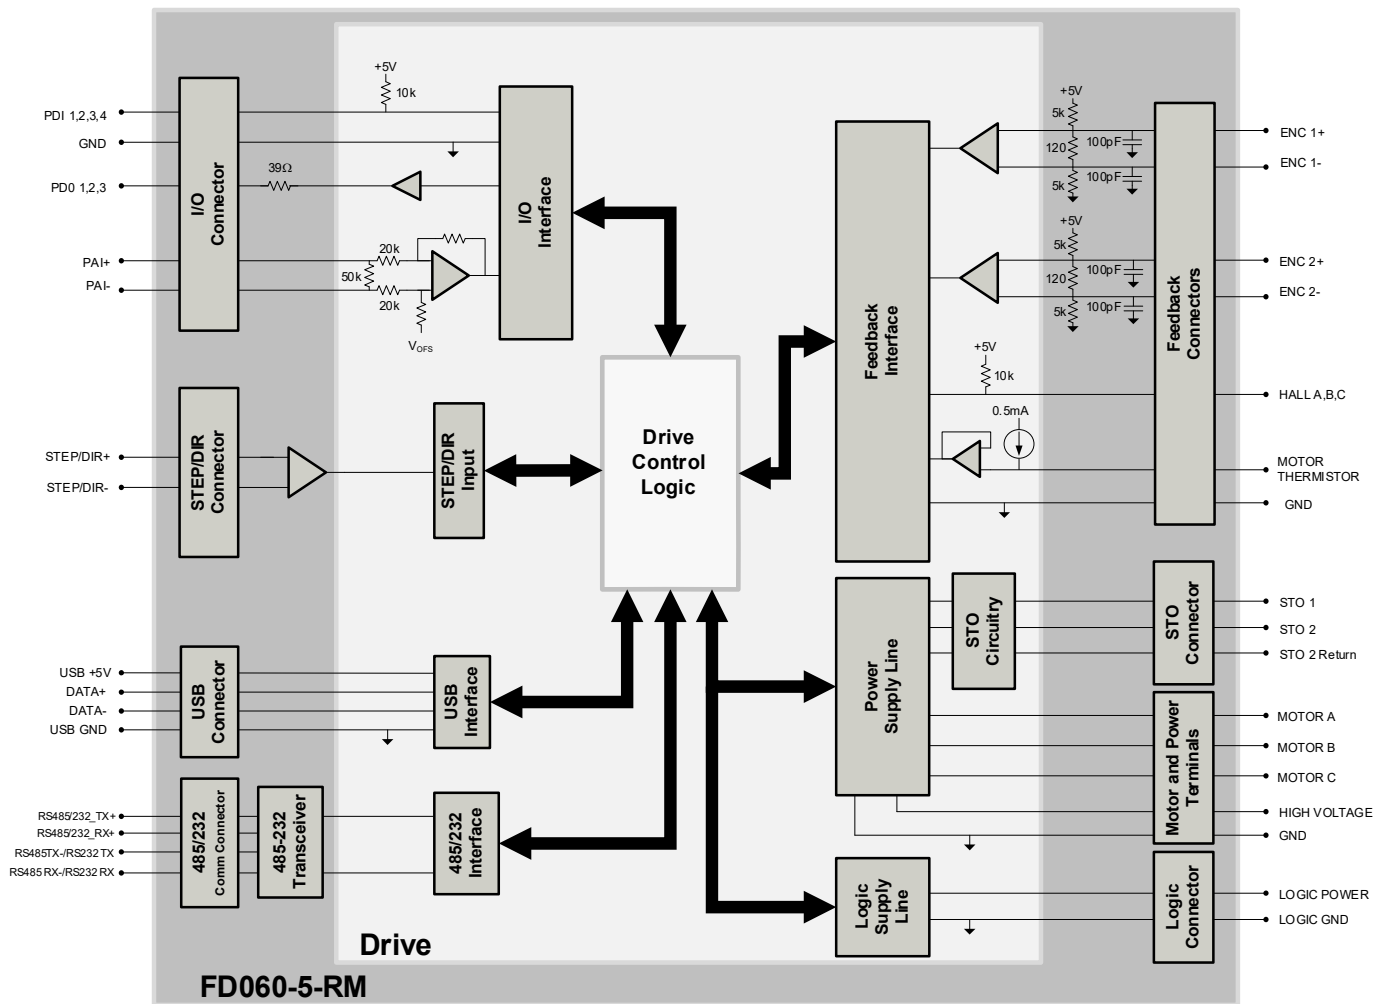 PDI 1,2,3,4
GND
PD0 1,2,3
PAI+
PAI-
I/O
Connector
+5V
10k
39Ω
20k
50k
20k
VOFS
I/O
Interface
STEP/DIR+
STEP/DIR-
STEP/DIR
Connector
STEP/DIR
Input
Drive
Control
Logic
USB +5V
DATA+
DATA-
USB GND
USB
Connector
USB
Interface
RS485/232_TX+
RS485/232_RX+
RS485TX-/RS232 TX
RS485 RX-/RS232 RX
485/232
Comm Connector
485-232
Transceiver
485/232
Interface
Feedback
Interface
+5V
5k
120
5k
100pF
100pF
+5V
5k
120
5k
100pF
100pF
+5V
10k
0.5mA
Feedback
Connectors
ENC 1+
ENC 1-
ENC 2+
ENC 2-
HALL A,B,C
MOTOR
THERMISTOR
GND
Power
Supply Line
STO
Circuitry
STO
Connector
STO 1
STO 2
STO 2 Return
Motor and Power
Terminals
MOTOR A
MOTOR B
MOTOR C
HIGH VOLTAGE
GND
Logic
Supply
Line
Logic
Connector
LOGIC POWER
LOGIC GND
Drive
FD060-5-RM